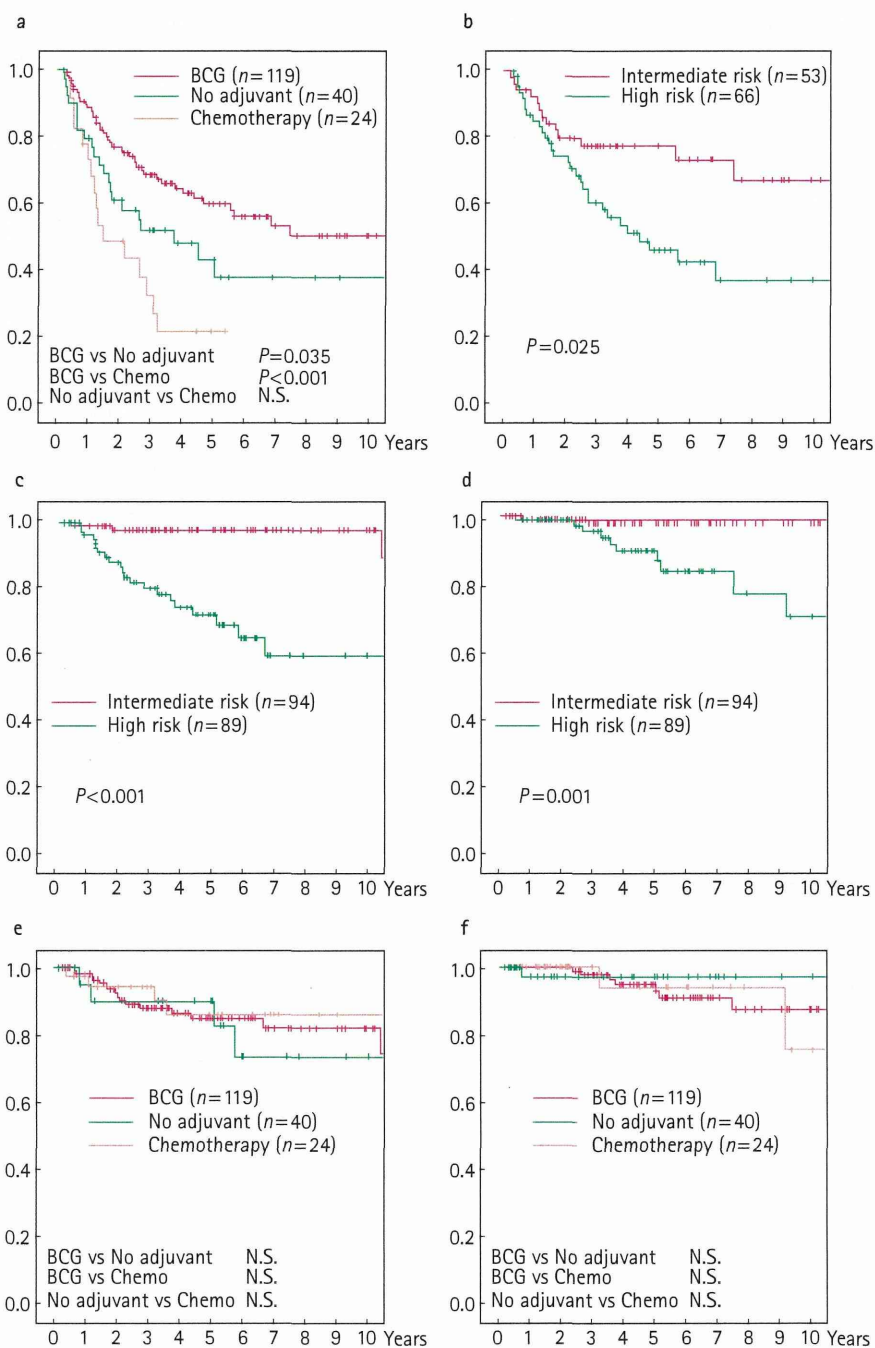 a
1.0
0.8
0.6
0.4
0.2
0.0
BCG (n=119)
No adjuvant (n=40)
Chemotherapy (n=24)
BCG vs No adjuvant P=0.035
BCG vs Chemo P<0.001
No adjuvant vs Chemo N.S.
0 1 2 3 4 5 6 7 8 9 10 Years
b
1.0
0.8
0.6
0.4
0.2
0.0
Intermediate risk (n=53)
High risk (n=66)
P=0.025
0 1 2 3 4 5 6 7 8 9 10 Years
c
1.0
0.8
0.6
0.4
0.2
0.0
Intermediate risk (n=94)
High risk (n=89)
P<0.001
0 1 2 3 4 5 6 7 8 9 10 Years
d
1.0
0.8
0.6
0.4
0.2
0.0
Intermediate risk (n=94)
High risk (n=89)
P=0.001
0 1 2 3 4 5 6 7 8 9 10 Years
e
1.0
0.8
0.6
0.4
0.2
0.0
BCG (n=119)
No adjuvant (n=40)
Chemotherapy (n=24)
BCG vs No adjuvant N.S.
BCG vs Chemo N.S.
No adjuvant vs Chemo N.S.
0 1 2 3 4 5 6 7 8 9 10 Years
f
1.0
0.8
0.6
0.4
0.2
0.0
BCG (n=119)
No adjuvant (n=40)
Chemotherapy (n=24)
BCG vs No adjuvant N.S.
BCG vs Chemo N.S.
No adjuvant vs Chemo N.S.
0 1 2 3 4 5 6 7 8 9 10 Years